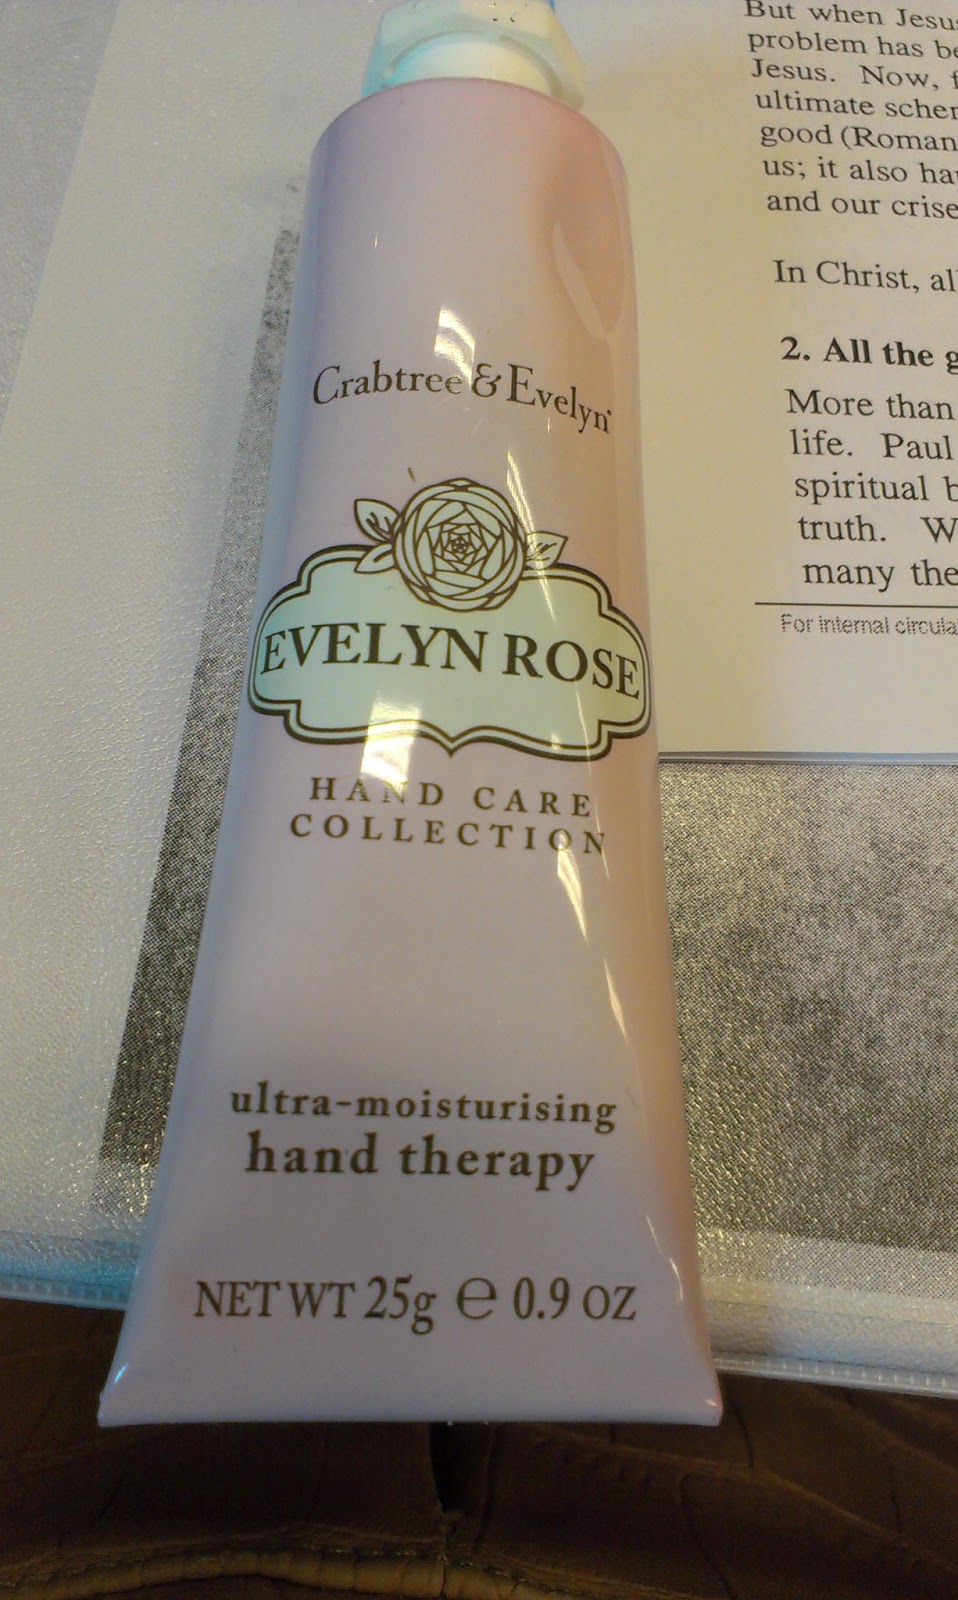 Crabtree & Evelyn®
EVELYN ROSE
HAND CARE
COLLECTION
ultra-moisturising
hand therapy
NET WT 25g ℮ 0.9 OZ
But when Jesus
problem has be
Jesus. Now, f
ultimate scher
good (Roman
us; it also ha
and our crise
In Christ, al
2. All the g
More than
life. Paul
spiritual b
truth. W
many the
For internal circula